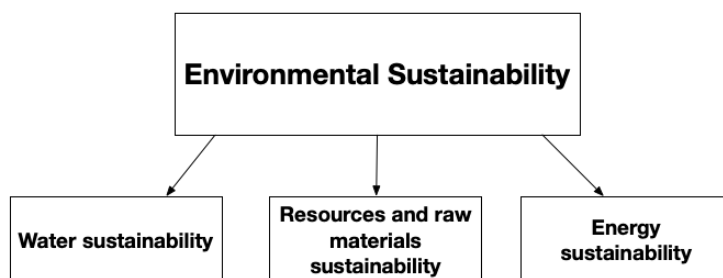 Environmental Sustainability
Water sustainability
Resources and raw
materials
sustainability
Energy
sustainability